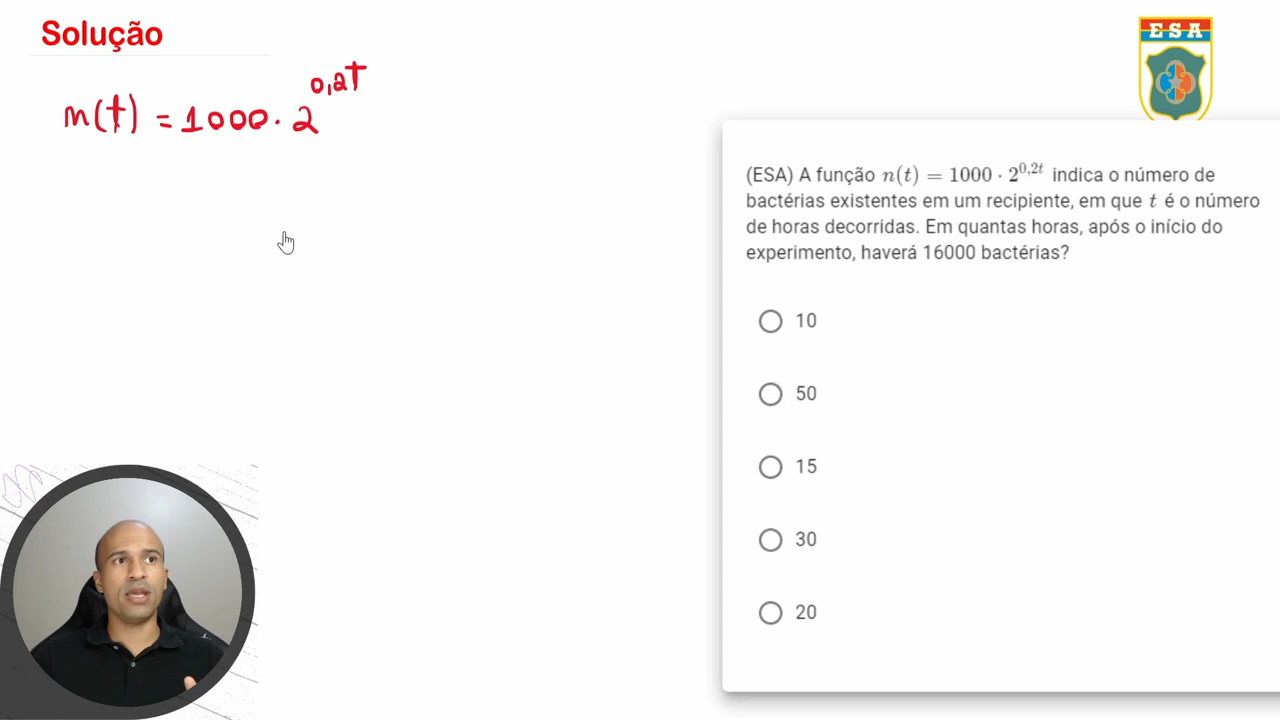 Solução
n(t) = 1000 · 2^0,2t
ESA
(ESA) A função n(t) = 1000 · 2^0,2t indica o número de
bactérias existentes em um recipiente, em que t é o número
de horas decorridas. Em quantas horas, após o início do
experimento, haverá 16000 bactérias?
10
50
15
30
20